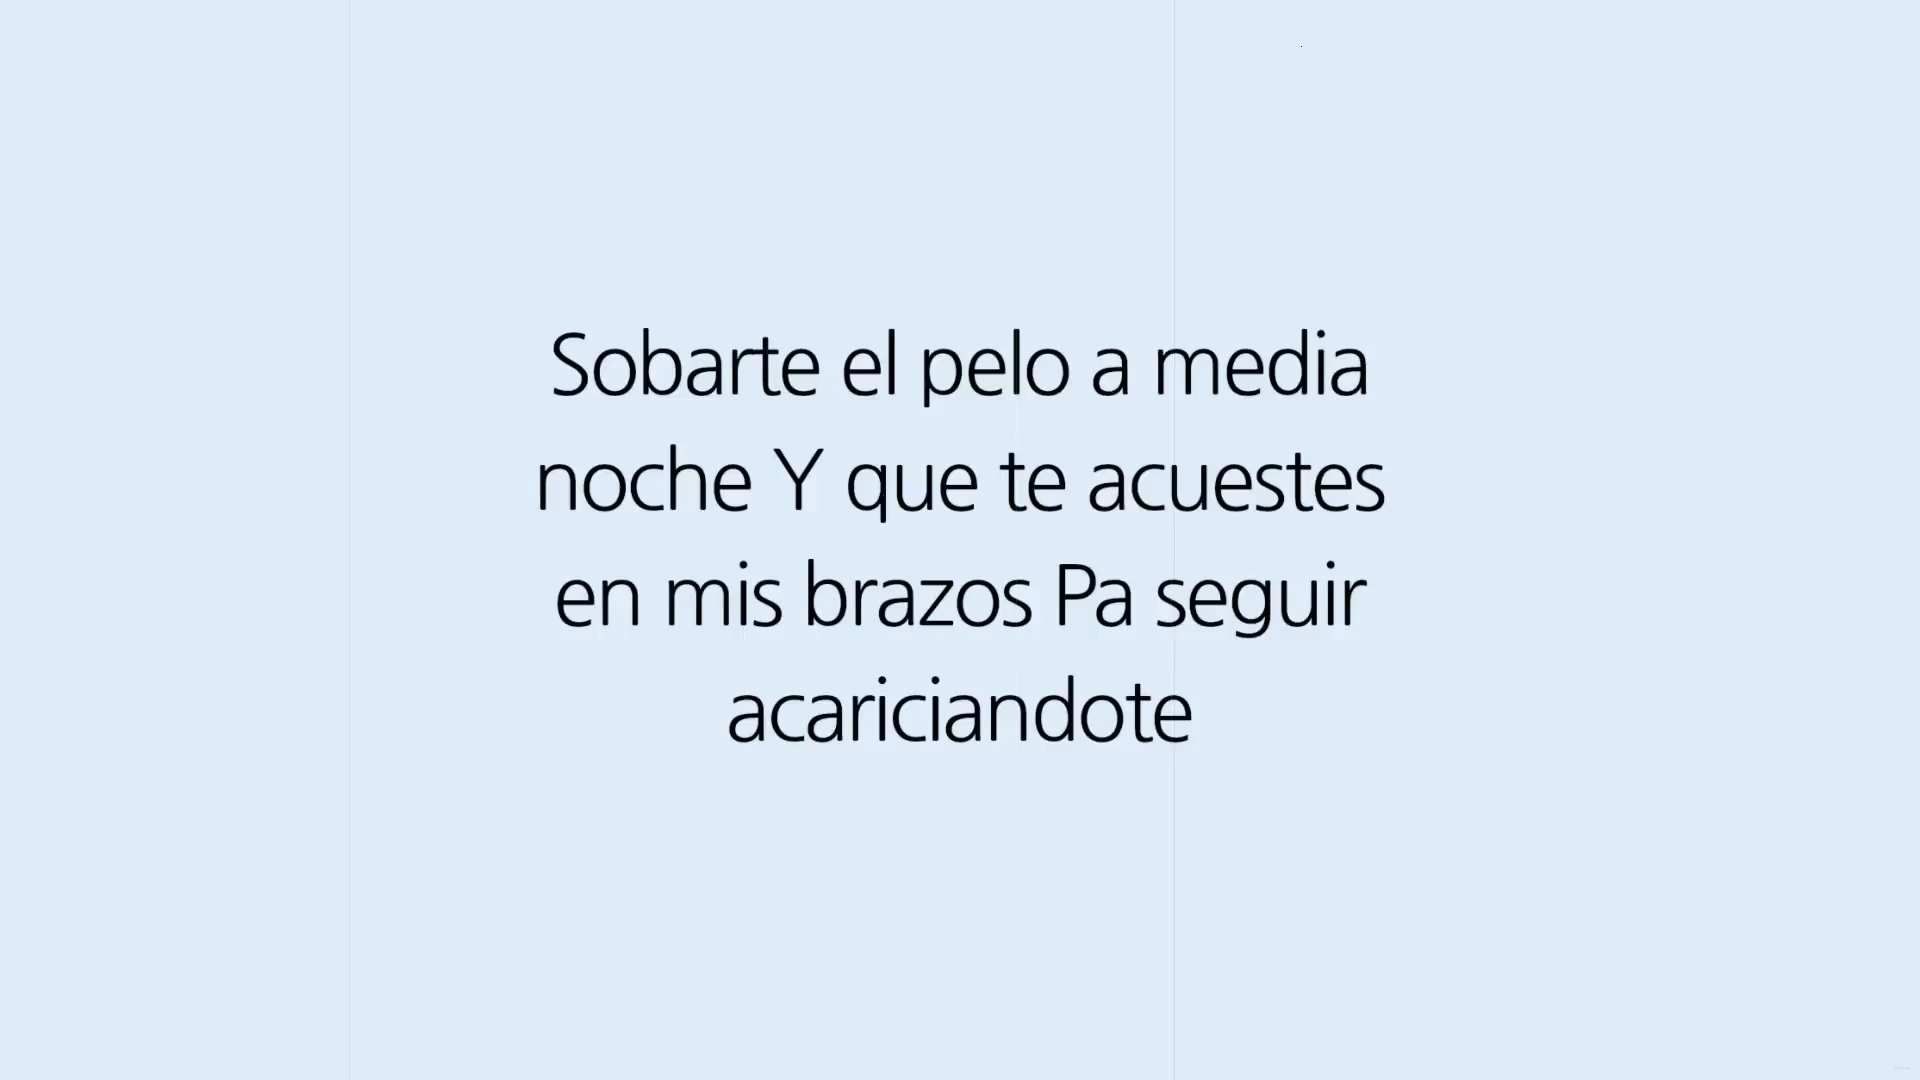 Sobarte el pelo a media
noche Y que te acuestes
en mis brazos Pa seguir
acariciandote